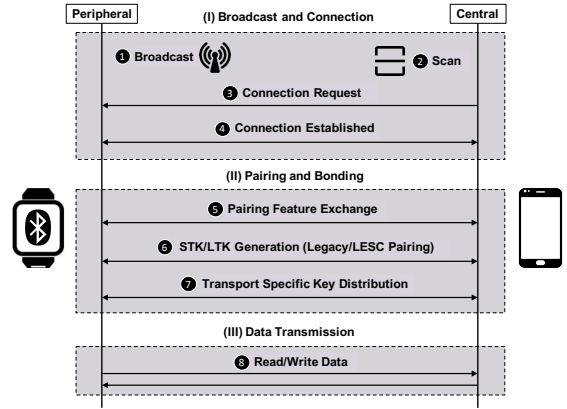 Peripheral
(I) Broadcast and Connection
Central
1 Broadcast
2 Scan
3 Connection Request
4 Connection Established
(II) Pairing and Bonding
5 Pairing Feature Exchange
6 STK/LTK Generation (Legacy/LESC Pairing)
7 Transport Specific Key Distribution
(III) Data Transmission
8 Read/Write Data